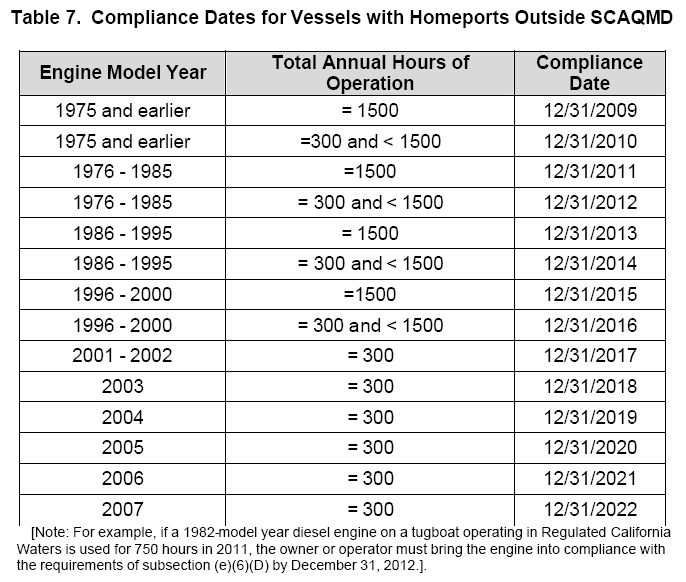 Table 7.  Compliance Dates for Vessels with Homeports Outside SCAQMD
Engine Model Year Total Annual Hours of Operation Compliance Date
1975 and earlier = 1500 12/31/2009
1975 and earlier =300 and < 1500 12/31/2010
1976 - 1985 =1500 12/31/2011
1976 - 1985 = 300 and < 1500 12/31/2012
1986 - 1995 = 1500 12/31/2013
1986 - 1995 = 300 and < 1500 12/31/2014
1996 - 2000 =1500 12/31/2015
1996 - 2000 = 300 and < 1500 12/31/2016
2001 - 2002 = 300 12/31/2017
2003 = 300 12/31/2018
2004 = 300 12/31/2019
2005 = 300 12/31/2020
2006 = 300 12/31/2021
2007 = 300 12/31/2022
[Note: For example, if a 1982-model year diesel engine on a tugboat operating in Regulated California
Waters is used for 750 hours in 2011, the owner or operator must bring the engine into compliance with
the requirements of subsection (e)(6)(D) by December 31, 2012.].